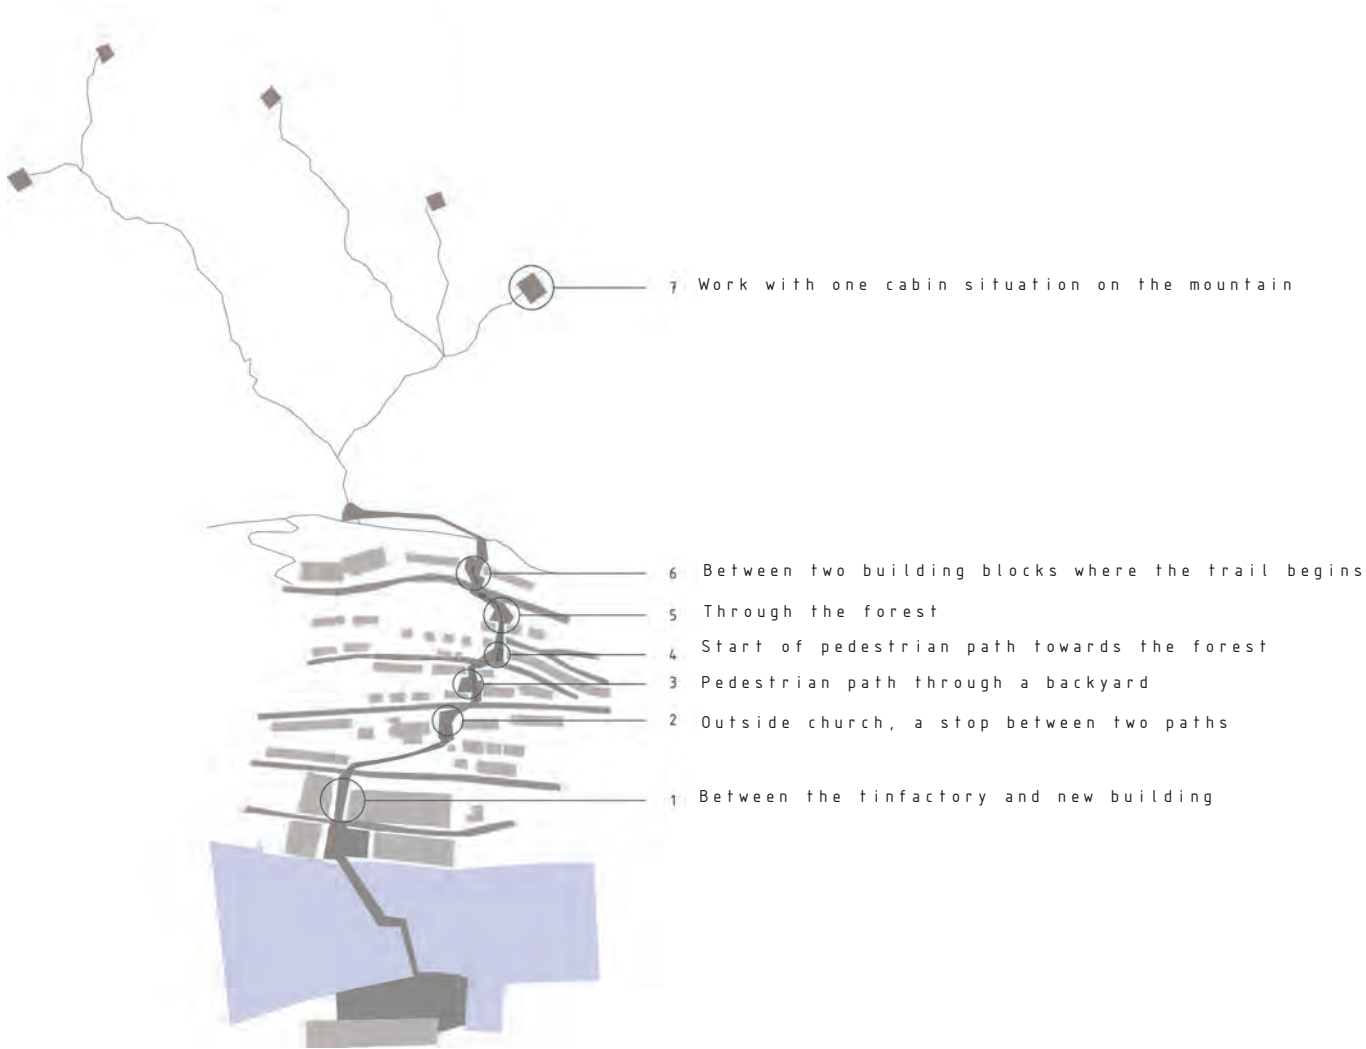 7 Work with one cabin situation on the mountain
6 Between two building blocks where the trail begins
5 Through the forest
4 Start of pedestrian path towards the forest
3 Pedestrian path through a backyard
2 Outside church, a stop between two paths
1 Between the tinfactory and new building